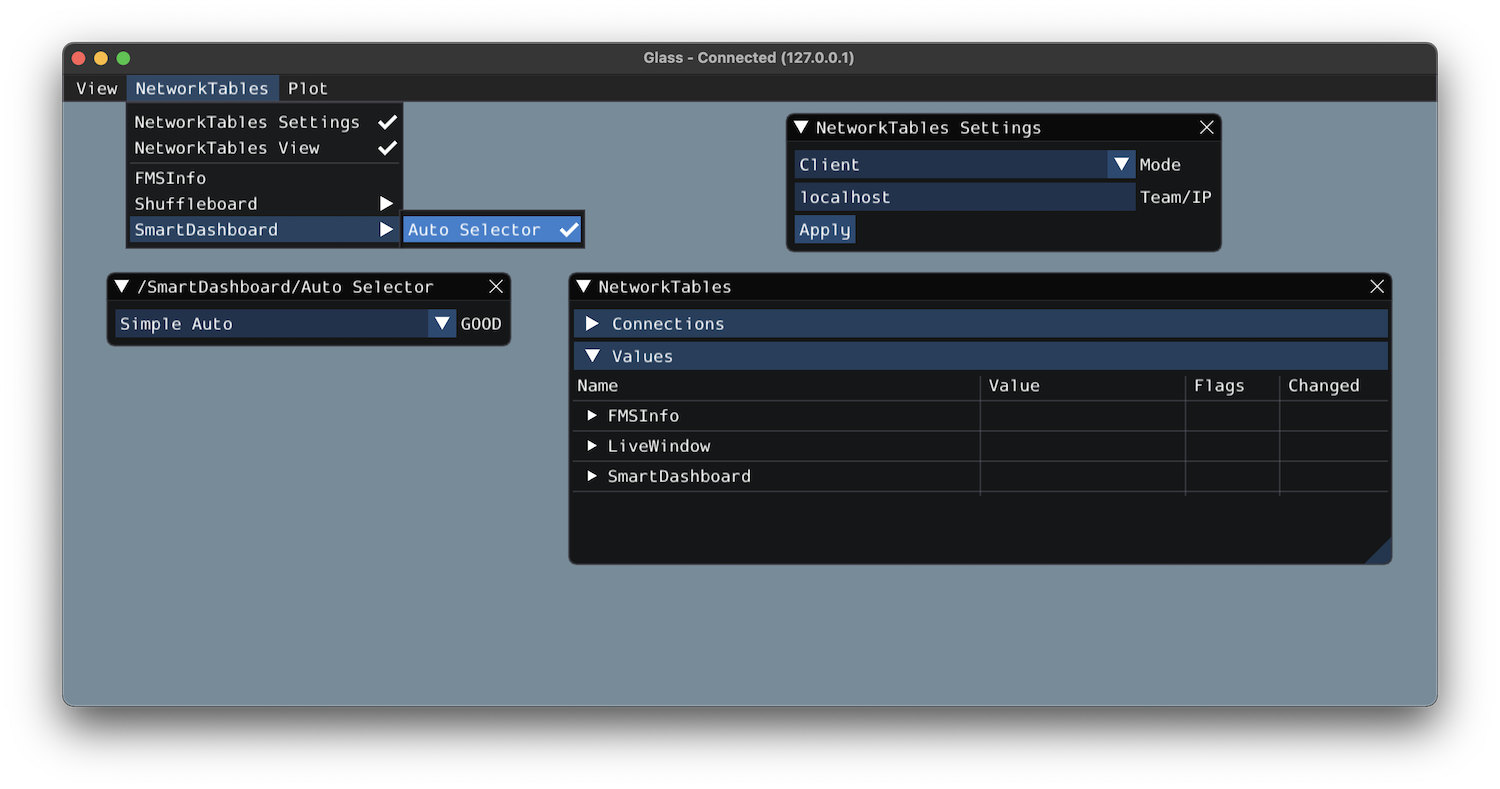 Glass - Connected (127.0.0.1)
View NetworkTables Plot
NetworkTables Settings
NetworkTables View
FMSInfo
Shuffleboard
SmartDashboard
Auto Selector
NetworkTables Settings
Client Mode
localhost Team/IP
Apply
/SmartDashboard/Auto Selector
Simple Auto GOOD
NetworkTables
Connections
Values
Name Value Flags Changed
FMSInfo
LiveWindow
SmartDashboard